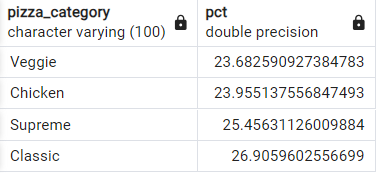 pizza_category pct
character varying (100) double precision
Veggie 23.682590927384783
Chicken 23.955137556847493
Supreme 25.45631126009884
Classic 26.9059602556699